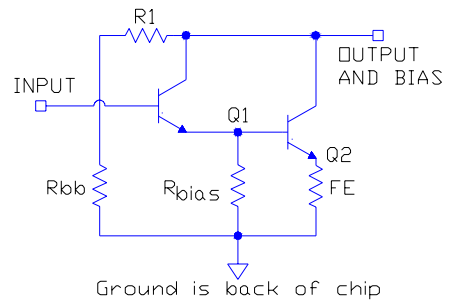 R1
OUTPUT
AND BIAS
INPUT
Q1
Q2
Rbb
Rbias
FE
Ground is back of chip